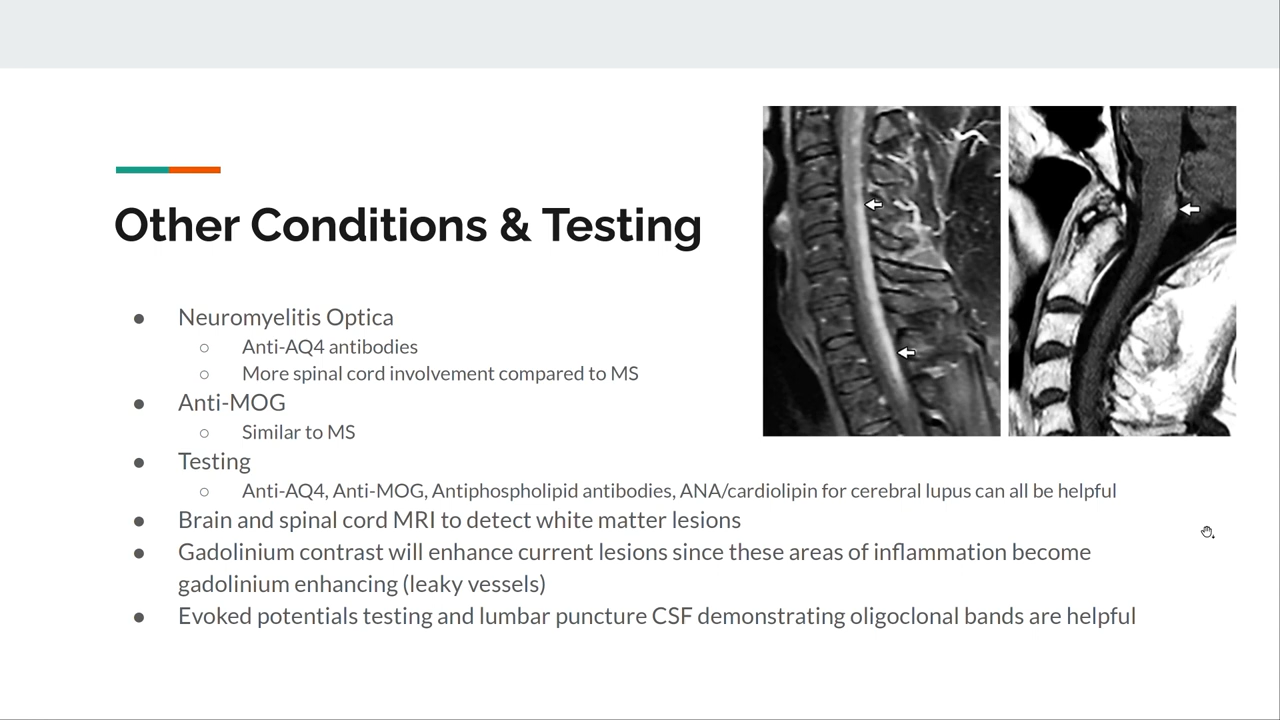 Other Conditions & Testing
● Neuromyelitis Optica
○ Anti-AQ4 antibodies
○ More spinal cord involvement compared to MS
● Anti-MOG
○ Similar to MS
● Testing
○ Anti-AQ4, Anti-MOG, Antiphospholipid antibodies, ANA/cardiolipin for cerebral lupus can all be helpful
● Brain and spinal cord MRI to detect white matter lesions
● Gadolinium contrast will enhance current lesions since these areas of inflammation become
gadolinium enhancing (leaky vessels)
● Evoked potentials testing and lumbar puncture CSF demonstrating oligoclonal bands are helpful